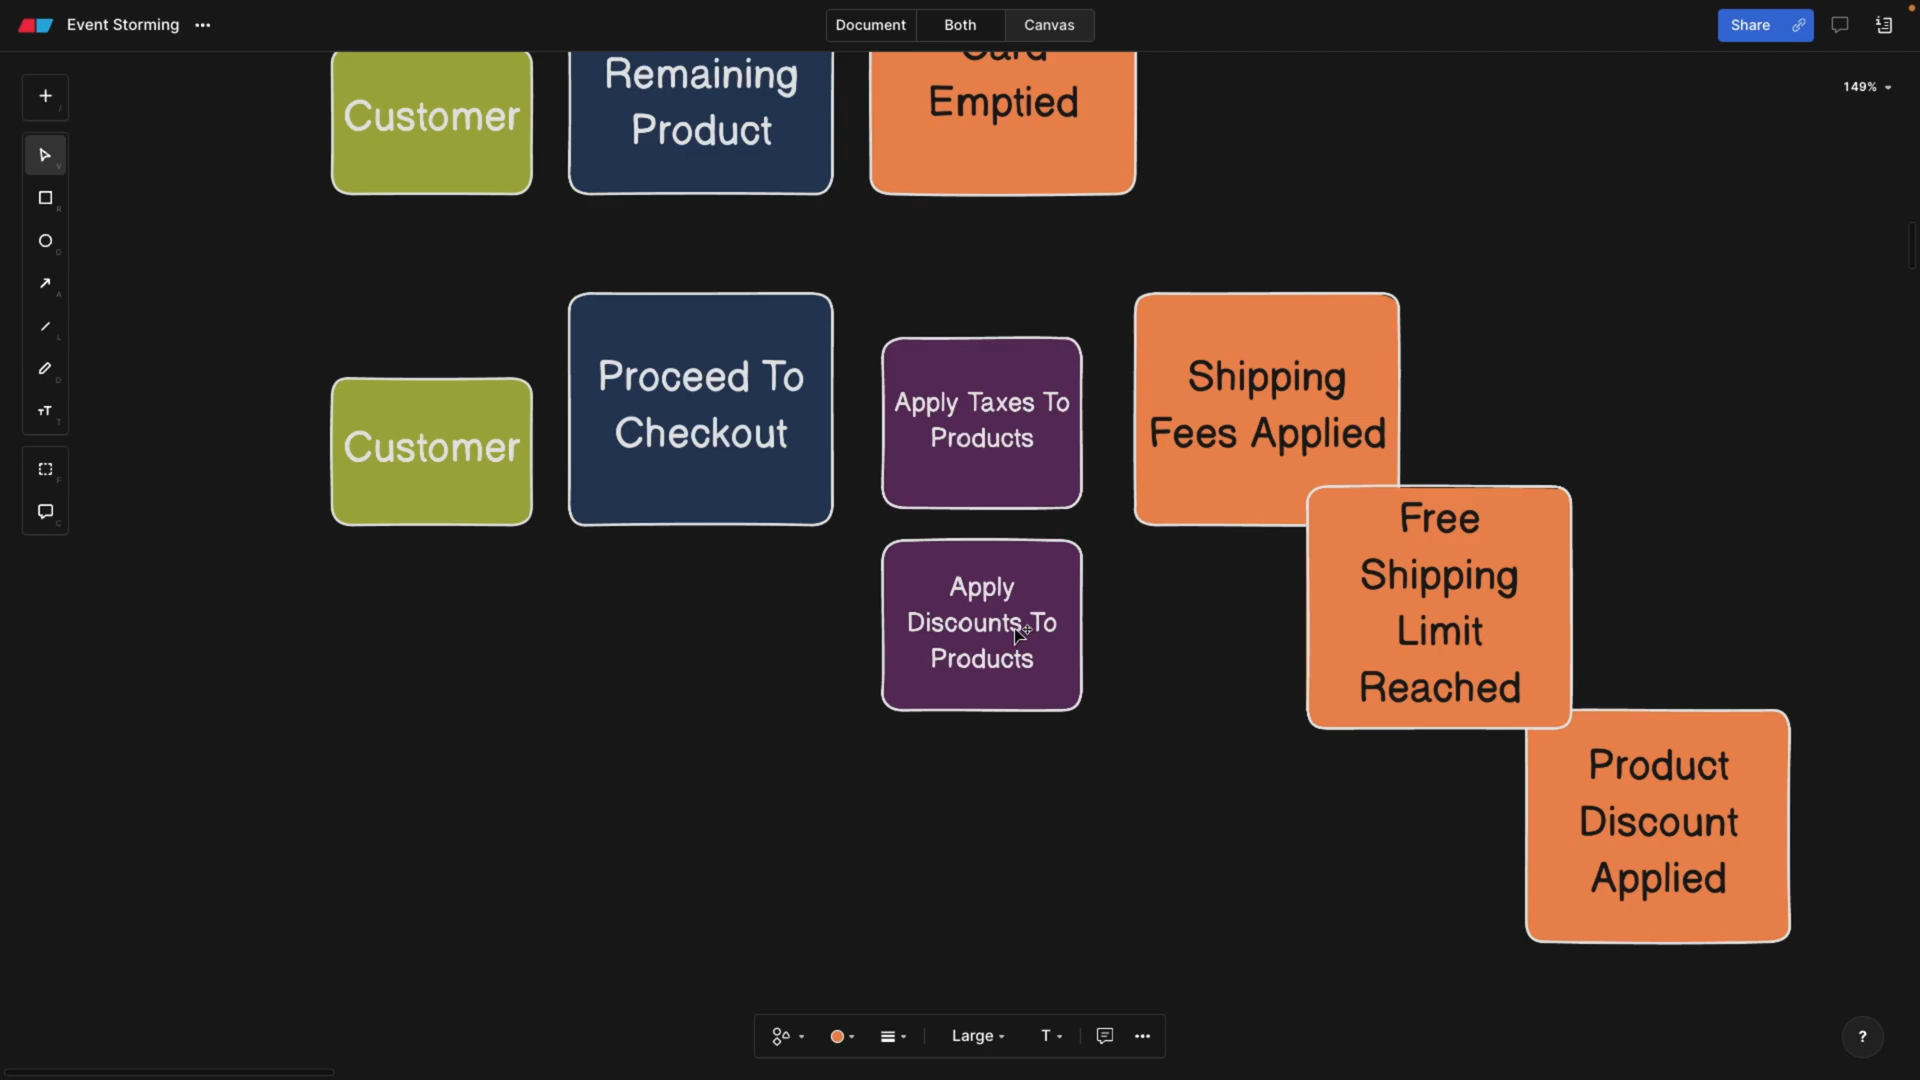 Event Storming
Document
Both
Canvas
Share
149%
Customer
Remaining
Product
Card
Emptied
Customer
Proceed To
Checkout
Apply Taxes To
Products
Apply
Discounts To
Products
Shipping
Fees Applied
Free
Shipping
Limit
Reached
Product
Discount
Applied
/
V
R
O
A
L
D
T
F
C
Large
T
?